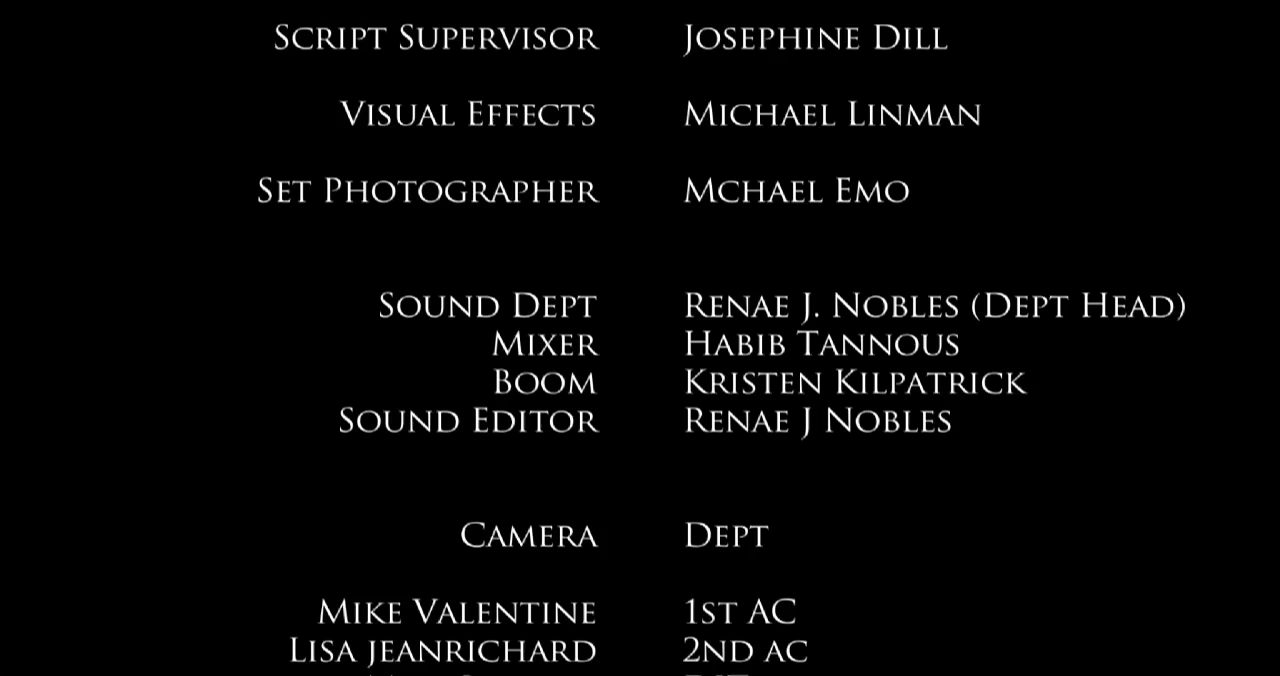 Script Supervisor Josephine Dill
Visual Effects Michael Linman
Set Photographer Mchael Emo
Sound Dept Renae J. Nobles (Dept Head)
Mixer Habib Tannous
Boom Kristen Kilpatrick
Sound Editor Renae J Nobles
Camera Dept
Mike Valentine 1st AC
Lisa jeanrichard 2nd ac